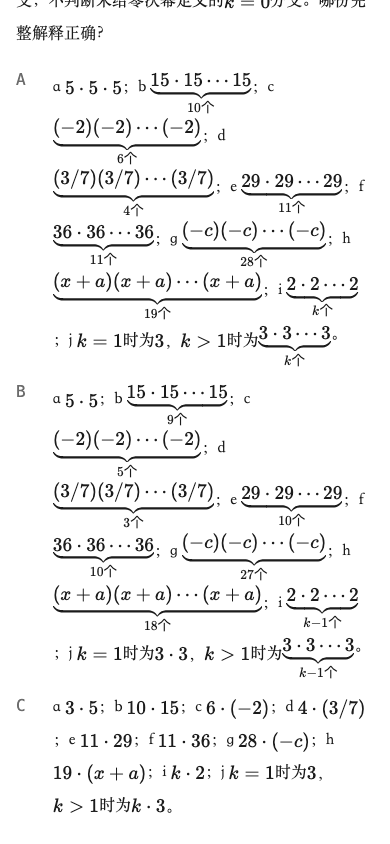 义，不判断未给零次幂定义的k = 0分支。哪份完
整解释正确？
A
a 5 · 5 · 5； b 15 · 15 ⋯ 15； c
10个
(−2)(−2) ⋯ (−2)； d
6个
(3/7)(3/7) ⋯ (3/7)； e 29 · 29 ⋯ 29； f
4个 11个
36 · 36 ⋯ 36； g (−c)(−c) ⋯ (−c)； h
11个 28个
(x + a)(x + a) ⋯ (x + a)； i 2 · 2 ⋯ 2
19个 k个
； j k = 1时为3， k > 1时为3 · 3 ⋯ 3。
k个
B
a 5 · 5； b 15 · 15 ⋯ 15； c
9个
(−2)(−2) ⋯ (−2)； d
5个
(3/7)(3/7) ⋯ (3/7)； e 29 · 29 ⋯ 29； f
3个 10个
36 · 36 ⋯ 36； g (−c)(−c) ⋯ (−c)； h
10个 27个
(x + a)(x + a) ⋯ (x + a)； i 2 · 2 ⋯ 2
18个 k−1个
； j k = 1时为3 · 3， k > 1时为3 · 3 ⋯ 3。
k−1个
C
a 3 · 5； b 10 · 15； c 6 · (−2)； d 4 · (3/7)
； e 11 · 29； f 11 · 36； g 28 · (−c)； h
19 · (x + a)； i k · 2； j k = 1时为3，
k > 1时为k · 3。